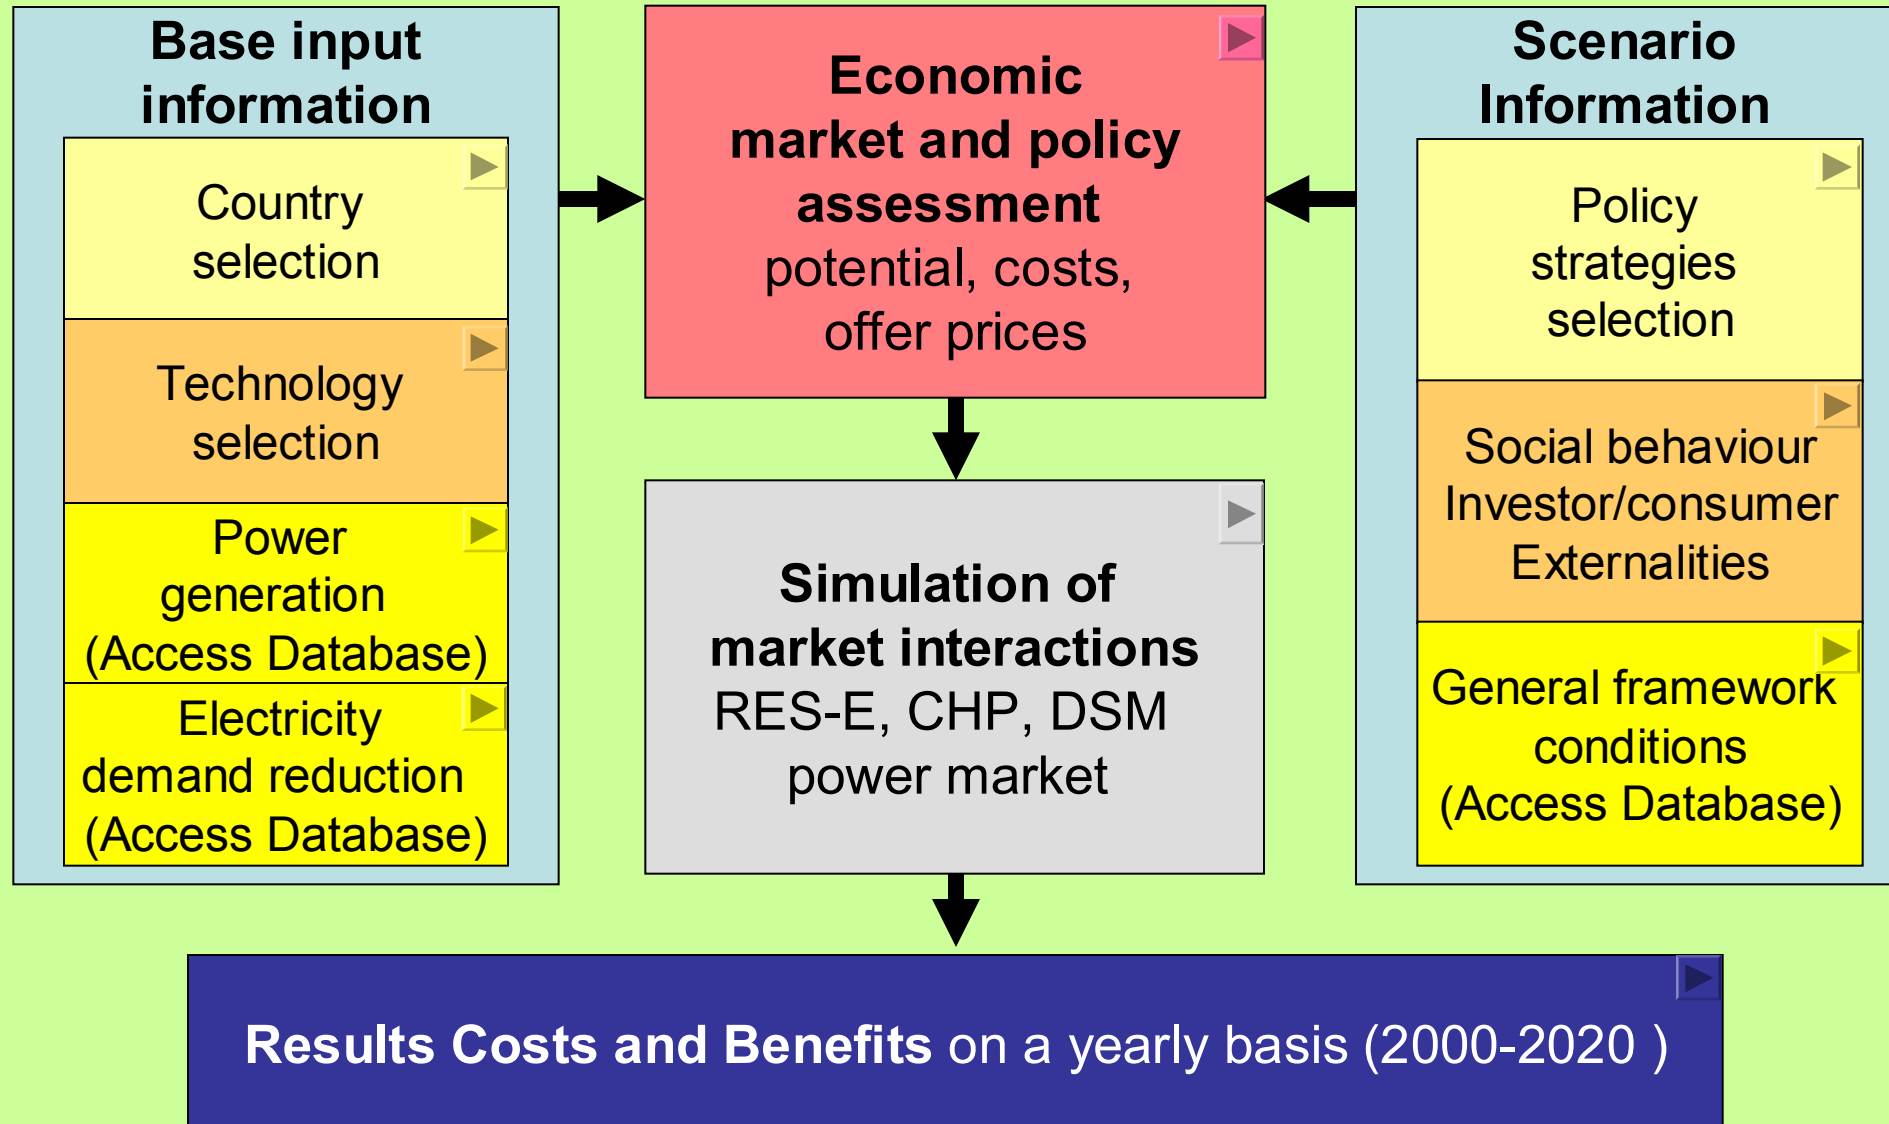 Base input
information
Country
selection
Technology
selection
Power
generation
(Access Database)
Electricity
demand reduction
(Access Database)
Economic
market and policy
assessment
potential, costs,
offer prices
Simulation of
market interactions
RES-E, CHP, DSM
power market
Scenario
Information
Policy
strategies
selection
Social behaviour
Investor/consumer
Externalities
General framework
conditions
(Access Database)
Results Costs and Benefits on a yearly basis (2000-2020 )